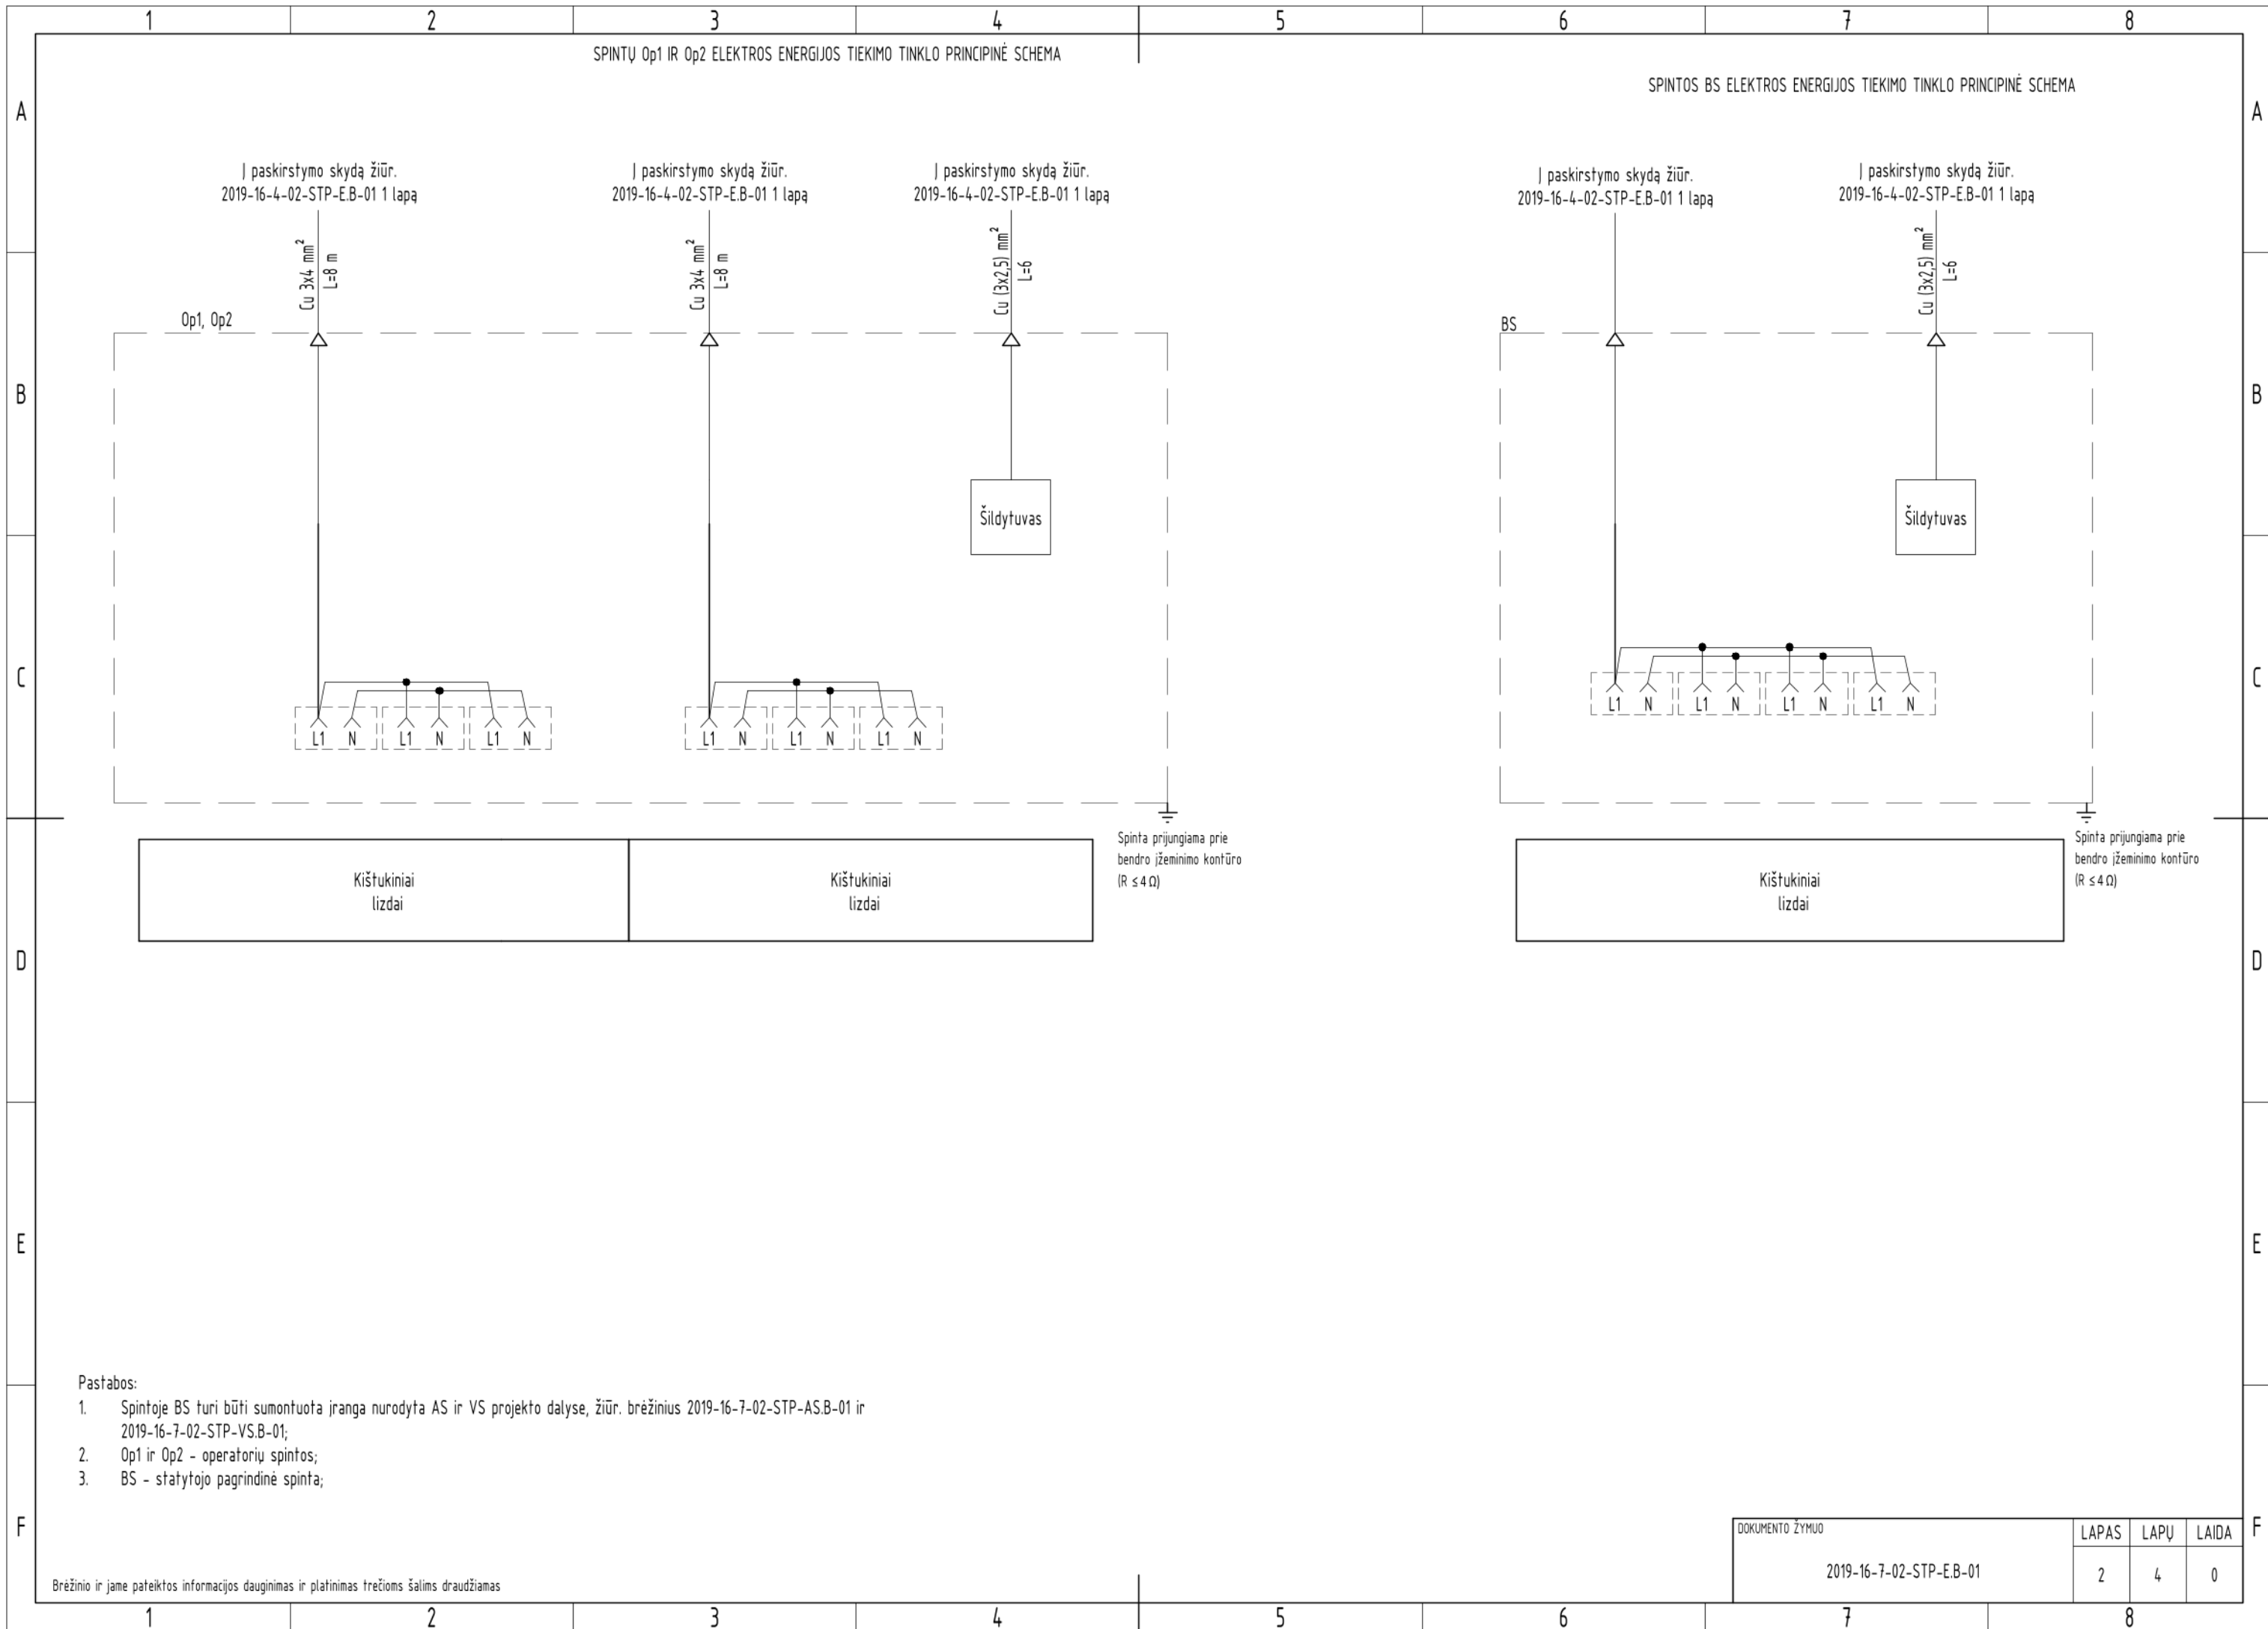 1 2 3 4 5 6 7 8
SPINTŲ Op1 IR Op2 ELEKTROS ENERGIJOS TIEKIMO TINKLO PRINCIPINĖ SCHEMA
SPINTOS BS ELEKTROS ENERGIJOS TIEKIMO TINKLO PRINCIPINĖ SCHEMA
A
A
Į paskirstymo skydą žiūr.
2019-16-4-02-STP-E.B-01 1 lapą
Į paskirstymo skydą žiūr.
2019-16-4-02-STP-E.B-01 1 lapą
Į paskirstymo skydą žiūr.
2019-16-4-02-STP-E.B-01 1 lapą
Į paskirstymo skydą žiūr.
2019-16-4-02-STP-E.B-01 1 lapą
Į paskirstymo skydą žiūr.
2019-16-4-02-STP-E.B-01 1 lapą
Cu 3x4 mm²
L=8 m
Cu 3x4 mm²
L=8 m
Cu (3x2,5) mm²
L=6
Cu (3x2,5) mm²
L=6
Op1, Op2
BS
B
B
Šildytuvas
Šildytuvas
C
C
L1 N L1 N L1 N
L1 N L1 N L1 N
L1 N L1 N L1 N L1 N
Spinta prijungiama prie
bendro įžeminimo kontūro
(R ≤ 4 Ω)
Spinta prijungiama prie
bendro įžeminimo kontūro
(R ≤ 4 Ω)
Kištukiniai
lizdai
Kištukiniai
lizdai
Kištukiniai
lizdai
D
D
E
E
Pastabos:
1. Spintoje BS turi būti sumontuota įranga nurodyta AS ir VS projekto dalyse, žiūr. brėžinius 2019-16-7-02-STP-AS.B-01 ir
2019-16-7-02-STP-VS.B-01;
2. Op1 ir Op2 - operatorių spintos;
3. BS - statytojo pagrindinė spinta;
F
F
DOKUMENTO ŽYMUO
LAPAS LAPŲ LAIDA
2019-16-7-02-STP-E.B-01
2 4 0
Brėžinio ir jame pateiktos informacijos dauginimas ir platinimas trečioms šalims draudžiamas
1 2 3 4 5 6 7 8